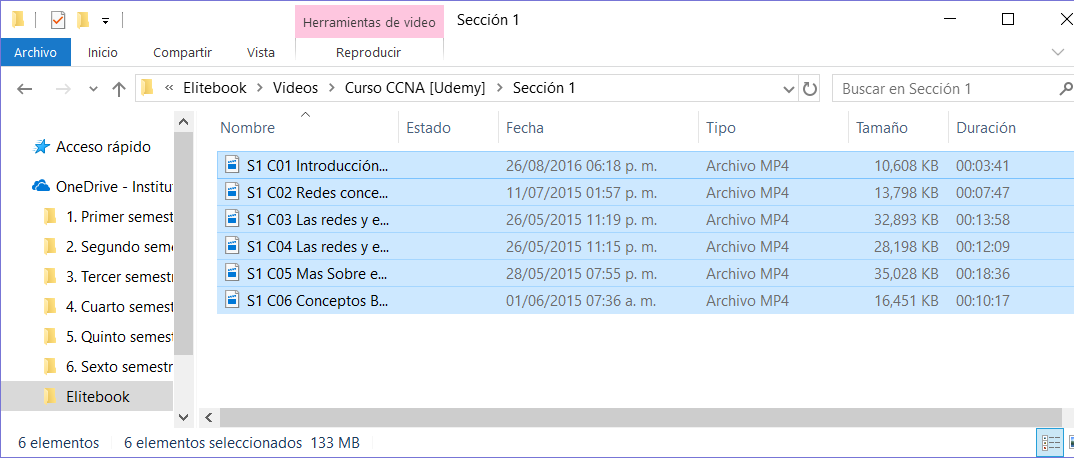 Herramientas de video Sección 1
Archivo Inicio Compartir Vista Reproducir
« Elitebook > Videos > Curso CCNA [Udemy] > Sección 1 Buscar en Sección 1
Nombre Estado Fecha Tipo Tamaño Duración
Acceso rápido
OneDrive - Institu
1. Primer semest
2. Segundo seme
3. Tercer semestr
4. Cuarto semest
5. Quinto semest
6. Sexto semestr
Elitebook
S1 C01 Introducción... 26/08/2016 06:18 p. m. Archivo MP4 10,608 KB 00:03:41
S1 C02 Redes conce... 11/07/2015 01:57 p. m. Archivo MP4 13,798 KB 00:07:47
S1 C03 Las redes y e... 26/05/2015 11:19 p. m. Archivo MP4 32,893 KB 00:13:58
S1 C04 Las redes y e... 26/05/2015 11:15 p. m. Archivo MP4 28,198 KB 00:12:09
S1 C05 Mas Sobre e... 28/05/2015 07:55 p. m. Archivo MP4 35,028 KB 00:18:36
S1 C06 Conceptos B... 01/06/2015 07:36 a. m. Archivo MP4 16,451 KB 00:10:17
6 elementos 6 elementos seleccionados 133 MB